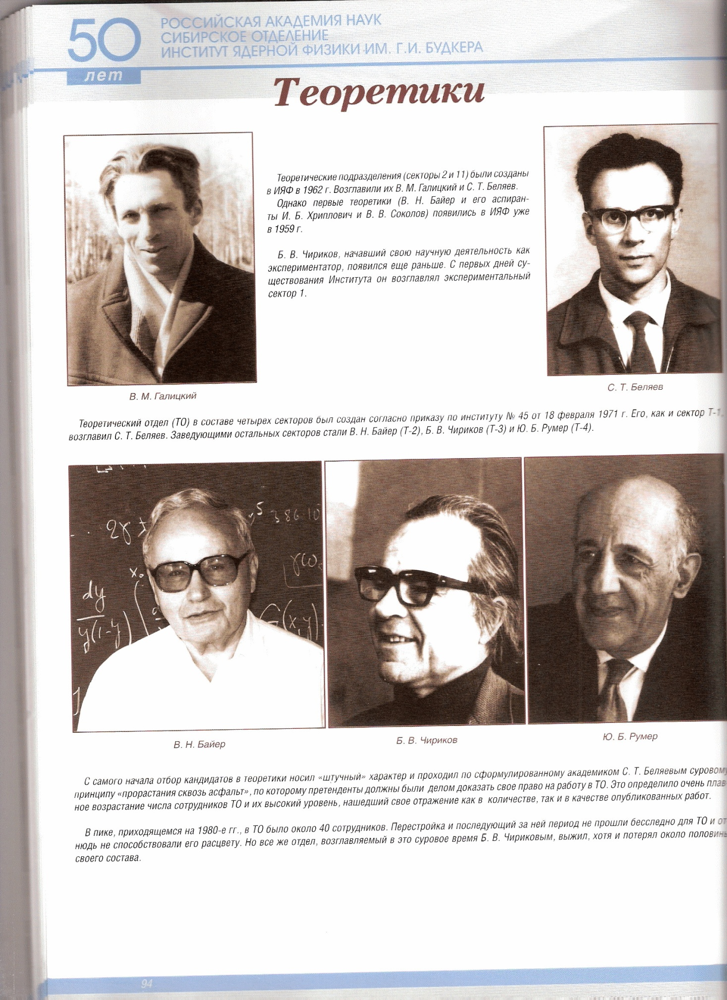 50
лет
РОССИЙСКАЯ АКАДЕМИЯ НАУК
СИБИРСКОЕ ОТДЕЛЕНИЕ
ИНСТИТУТ ЯДЕРНОЙ ФИЗИКИ ИМ. Г.И. БУДКЕРА
Теоретики
Теоретические подразделения (секторы 2 и 11) были созданы
в ИЯФ в 1962 г. Возглавили их В. М. Галицкий и С. Т. Беляев.
Однако первые теоретики (В. Н. Байер и его аспиран-
ты И. Б. Хриплович и В. В. Соколов) появились в ИЯФ уже
в 1959 г.
Б. В. Чириков, начавший свою научную деятельность как
экспериментатор, появился еще раньше. С первых дней су-
ществования Института он возглавлял экспериментальный
сектор 1.
В. М. Галицкий
С. Т. Беляев
Теоретический отдел (ТО) в составе четырех секторов был создан согласно приказу по институту № 45 от 18 февраля 1971 г. Его, как и сектор Т-1,
возглавил С. Т. Беляев. Заведующими остальных секторов стали В. Н. Байер (Т-2), Б. В. Чириков (Т-3) и Ю. Б. Румер (Т-4).
2γ
5
386·10
x₀
dy
y(1-y)
G(x,y)
В. Н. Байер
Б. В. Чириков
Ю. Б. Румер
С самого начала отбор кандидатов в теоретики носил «штучный» характер и проходил по сформулированному академиком С. Т. Беляевым суровому
принципу «прорастания сквозь асфальт», по которому претенденты должны были делом доказать свое право на работу в ТО. Это определило очень плав-
ное возрастание числа сотрудников ТО и их высокий уровень, нашедший свое отражение как в количестве, так и в качестве опубликованных работ.
В пике, приходящемся на 1980-е гг., в ТО было около 40 сотрудников. Перестройка и последующий за ней период не прошли бесследно для ТО и от-
нюдь не способствовали его расцвету. Но все же отдел, возглавляемый в это суровое время Б. В. Чириковым, выжил, хотя и потерял около половины
своего состава.
94